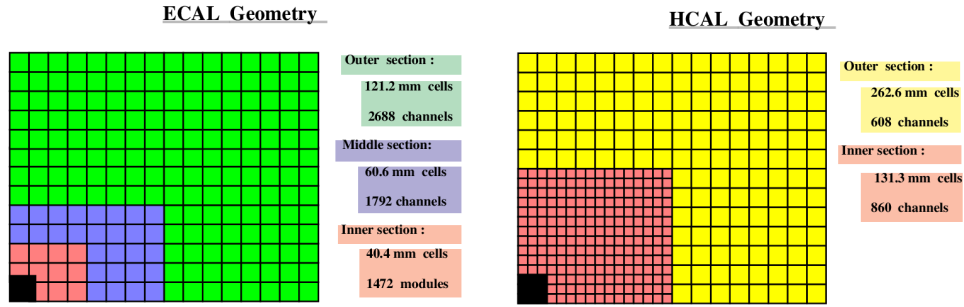 ECAL Geometry
Outer section :
121.2 mm cells
2688 channels
Middle section:
60.6 mm cells
1792 channels
Inner section :
40.4 mm cells
1472 modules
HCAL Geometry
Outer section :
262.6 mm cells
608 channels
Inner section :
131.3 mm cells
860 channels